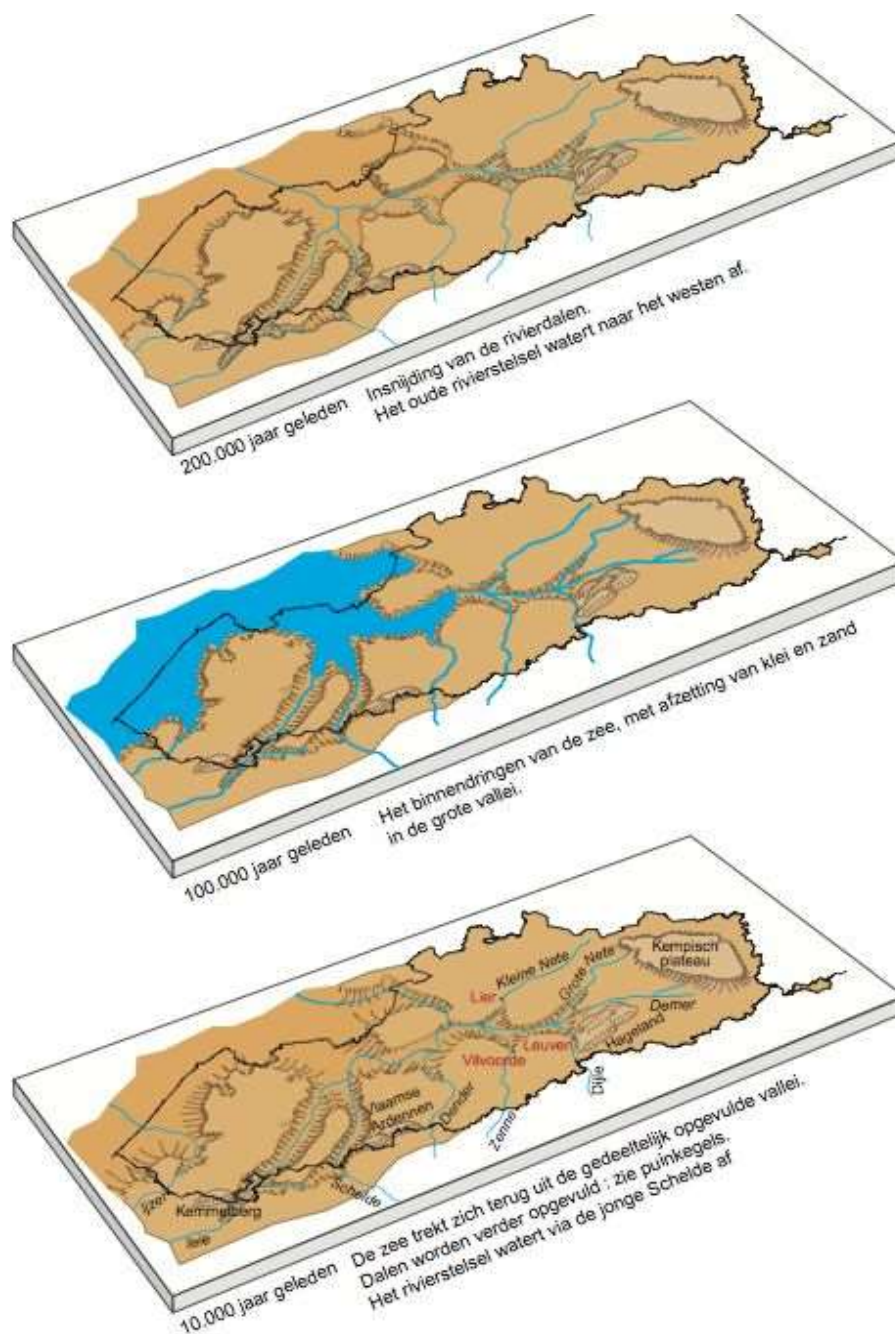 200.000 jaar geleden Insnijding van de rivierdalen.
Het oude rivierstelsel watert naar het westen af.
100.000 jaar geleden Het binnendringen van de zee, met afzetting van klei en zand
in de grote vallei.
Kempisch
plateau
Kleine Nete
Grote Nete
Lier
Demer
Hageland
Leuven
Vilvoorde
Dijle
Vlaamse
Ardennen
Dender
Zenne
Schelde
Ijzer
Kemmelberg
leie
10.000 jaar geleden De zee trekt zich terug uit de gedeeltelijk opgevulde vallei.
Dalen worden verder opgevuld : zie puinkegels.
Het rivierstelsel watert via de jonge Schelde af